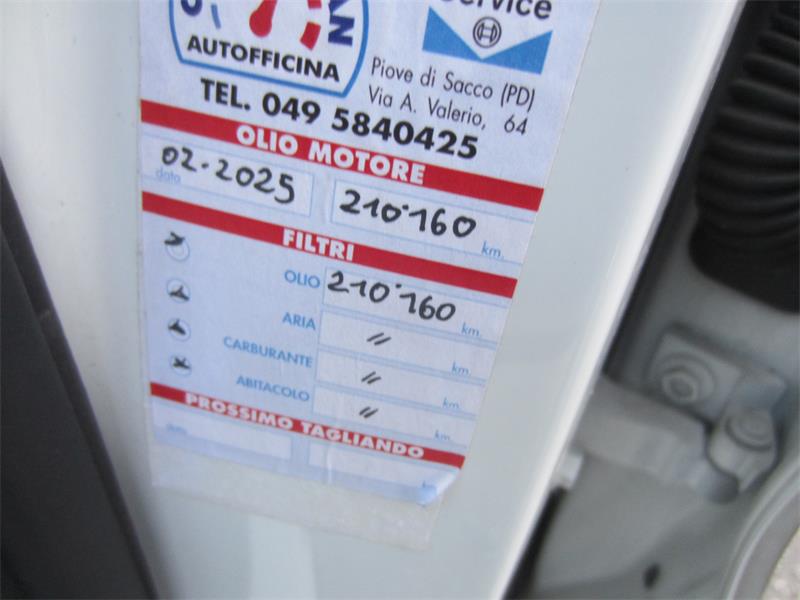 Service
AUTOFFICINA
Piove di Sacco (PD)
Via A. Valerio, 64
TEL. 049 5840425
OLIO MOTORE
data 02-2025 210'160 km.
FILTRI
OLIO 210'160 km.
ARIA " km.
CARBURANTE " km.
ABITACOLO " km.
PROSSIMO TAGLIANDO
data